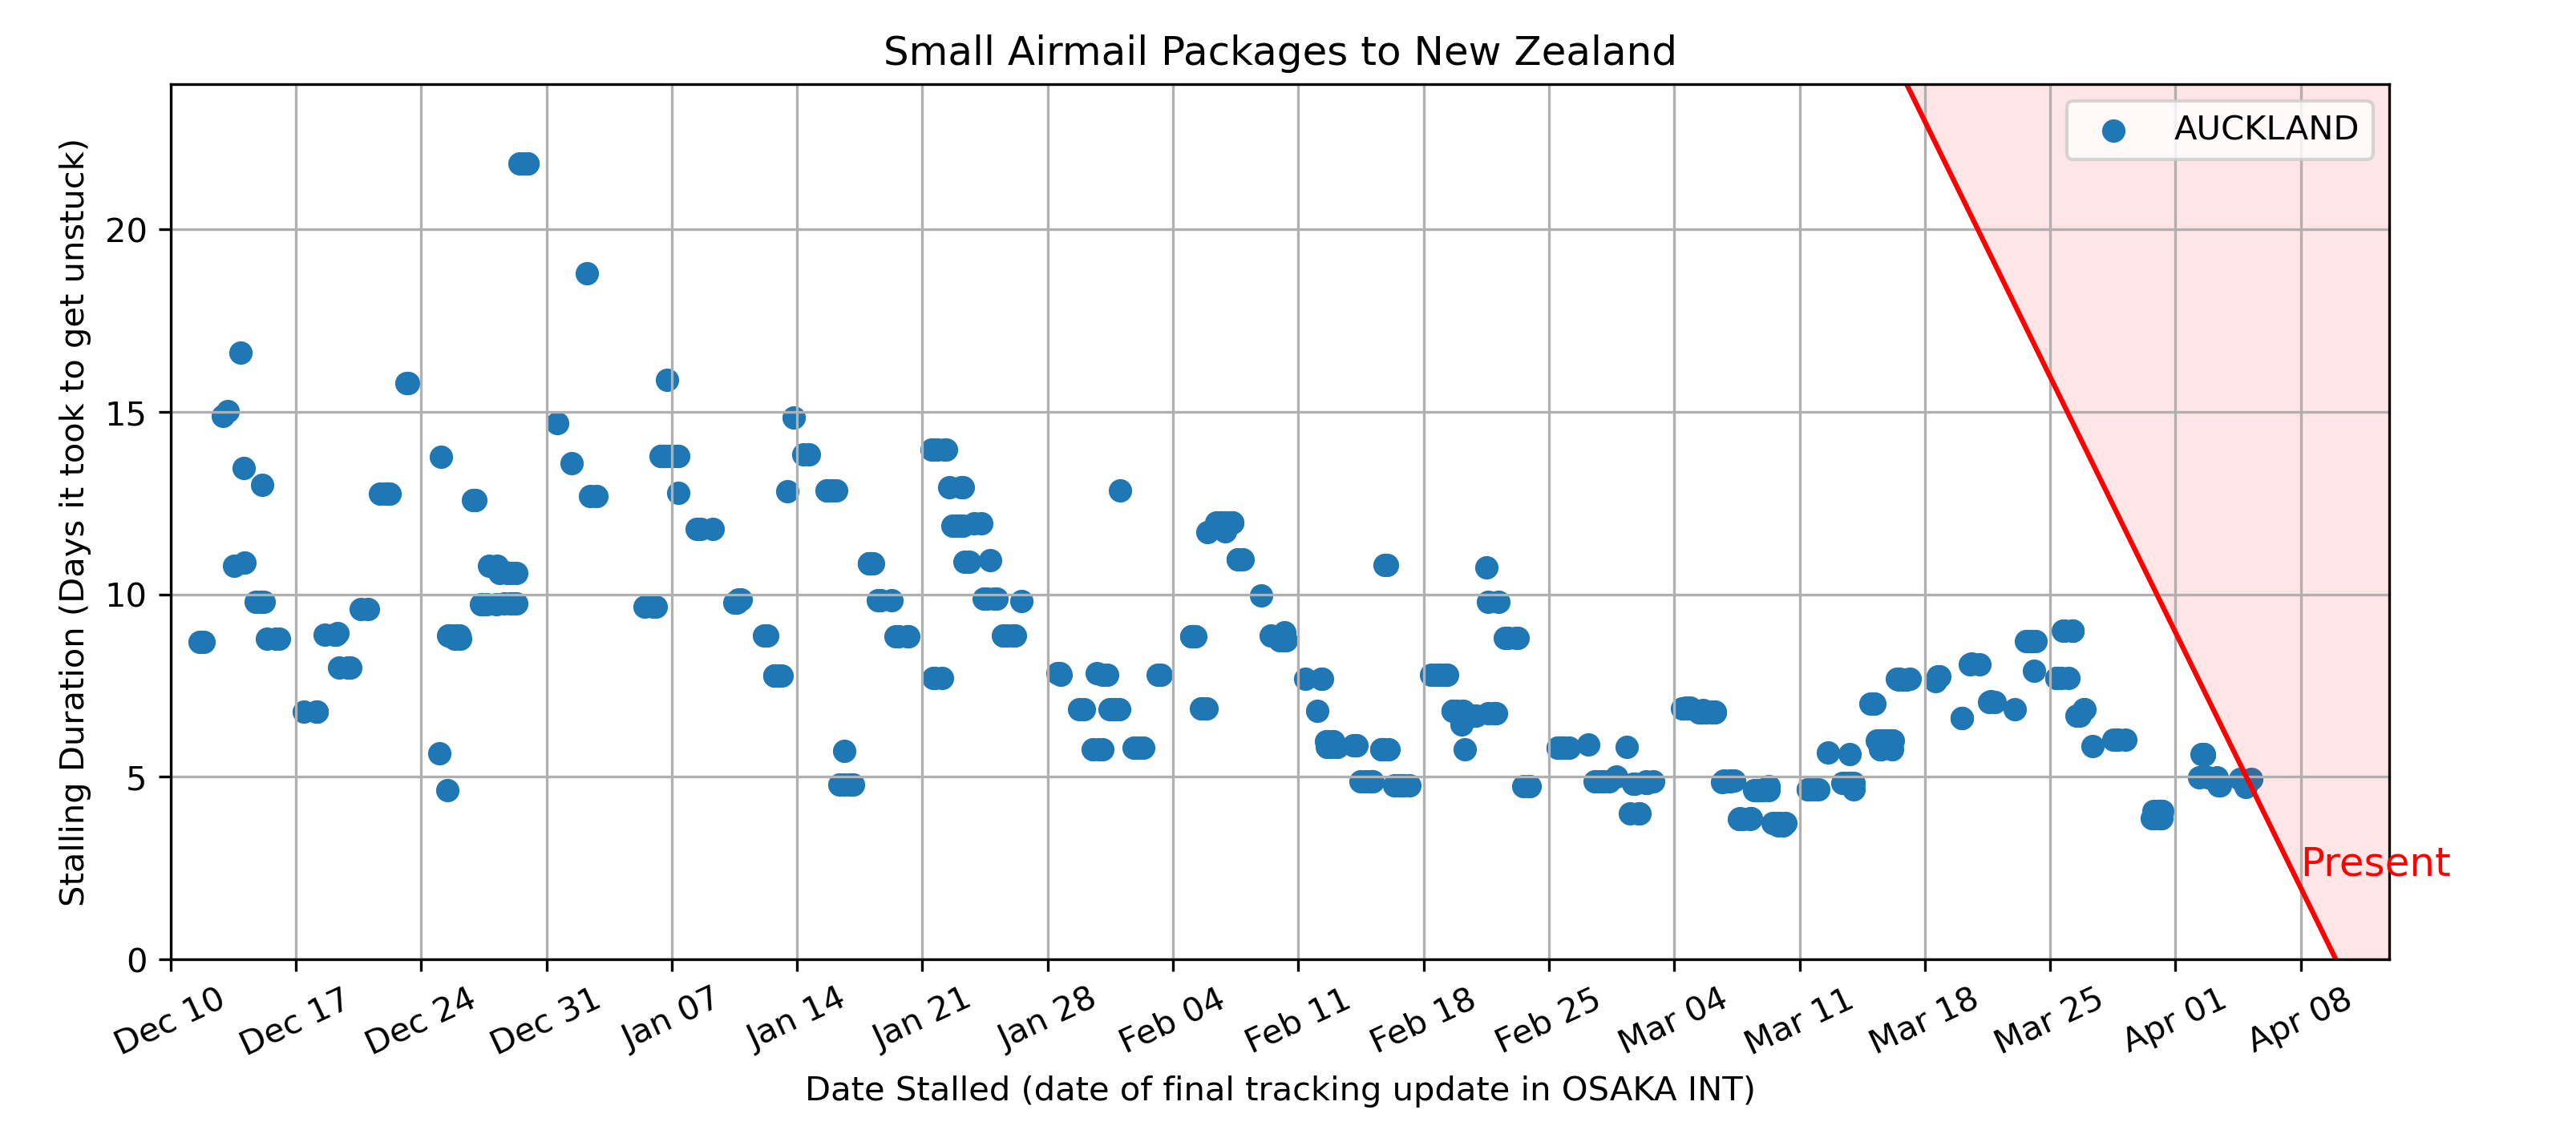 Small Airmail Packages to New Zealand
AUCKLAND
Stalling Duration (Days it took to get unstuck)
20
15
10
5
0
Present
Dec 10 Dec 17 Dec 24 Dec 31 Jan 07 Jan 14 Jan 21 Jan 28 Feb 04 Feb 11 Feb 18 Feb 25 Mar 04 Mar 11 Mar 18 Mar 25 Apr 01 Apr 08
Date Stalled (date of final tracking update in OSAKA INT)